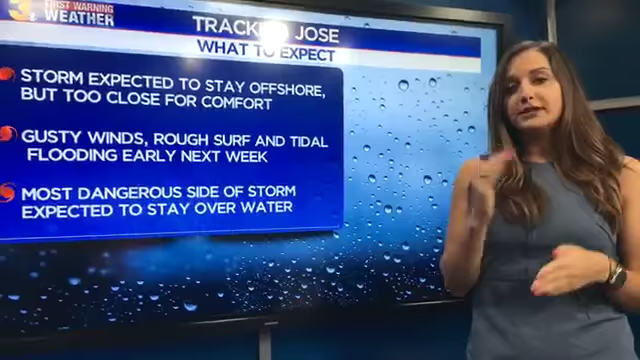 3
FIRST WARNING
WEATHER
JOSE
WHAT TO EXPECT
STORM EXPECTED TO STAY OFFSHORE,
BUT TOO CLOSE FOR COMFORT
GUSTY WINDS, ROUGH SURF AND TIDAL
FLOODING EARLY NEXT WEEK
MOST DANGEROUS SIDE OF STORM
EXPECTED TO STAY OVER WATER